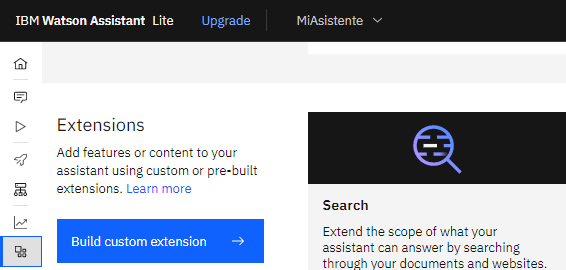 IBM Watson Assistant Lite Upgrade MiAsistente
Extensions
Add features or content to your
assistant using custom or pre-built
extensions. Learn more
Build custom extension
Search
Extend the scope of what your
assistant can answer by searching
through your documents and websites.